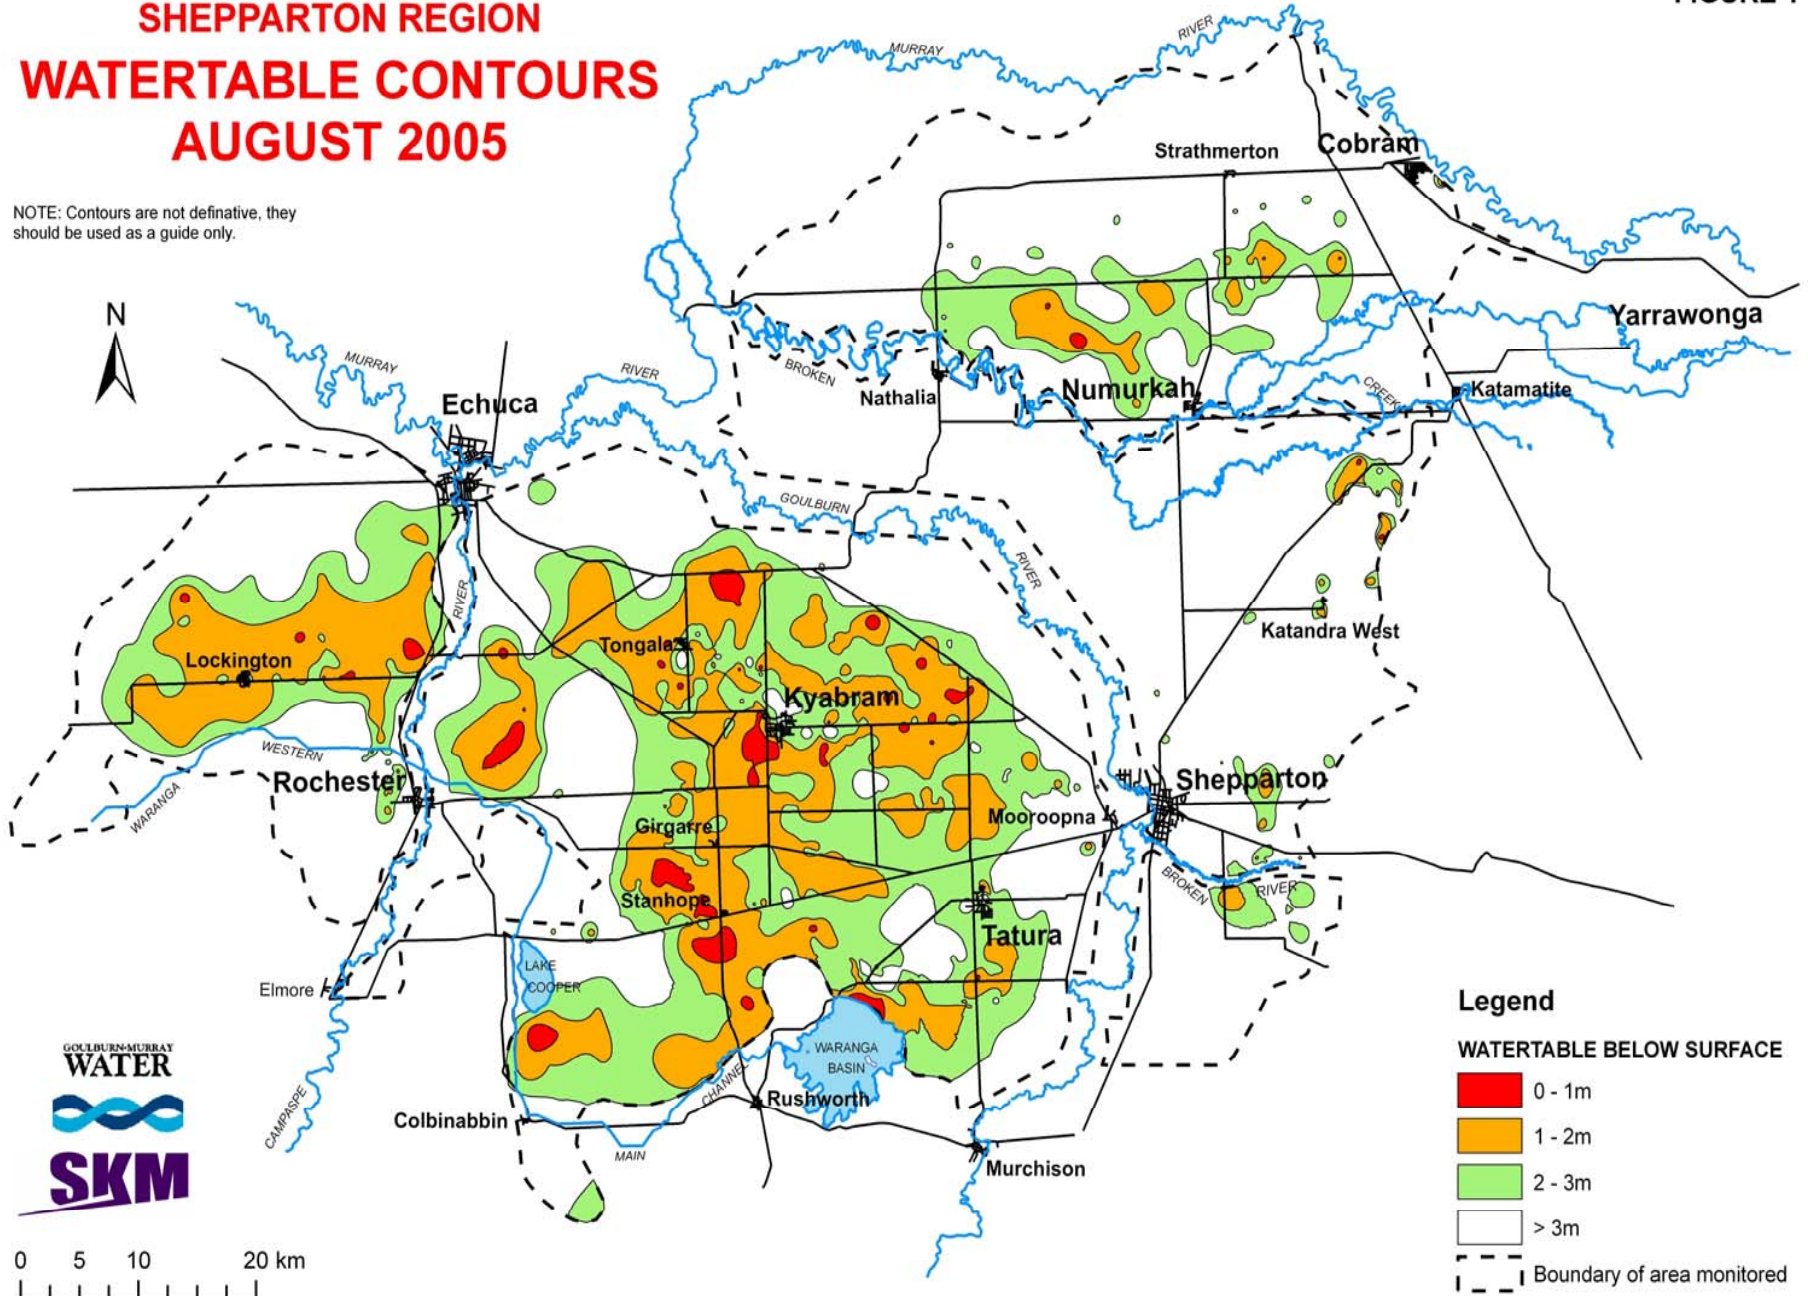 SHEPPARTON REGION
WATERTABLE CONTOURS
AUGUST 2005
NOTE: Contours are not definative, they
should be used as a guide only.
N
MURRAY
RIVER
Strathmerton
Cobram
Yarrawonga
MURRAY
RIVER
BROKEN
Nathalia
Numurkah
CREEK
Katamatite
Echuca
GOULBURN
RIVER
RIVER
Tongala
Katandra West
Lockington
Kyabram
WESTERN
WARANGA
Rochester
Shepparton
Girgarre
Mooroopna
Stanhope
BROKEN
RIVER
Tatura
LAKE
COOPER
Elmore
WARANGA
BASIN
CHANNEL
Rushworth
Colbinabbin
MAIN
Murchison
CAMPASPE
GOULBURN-MURRAY
WATER
SKM
0 5 10 20 km
Legend
WATERTABLE BELOW SURFACE
0 - 1m
1 - 2m
2 - 3m
> 3m
Boundary of area monitored